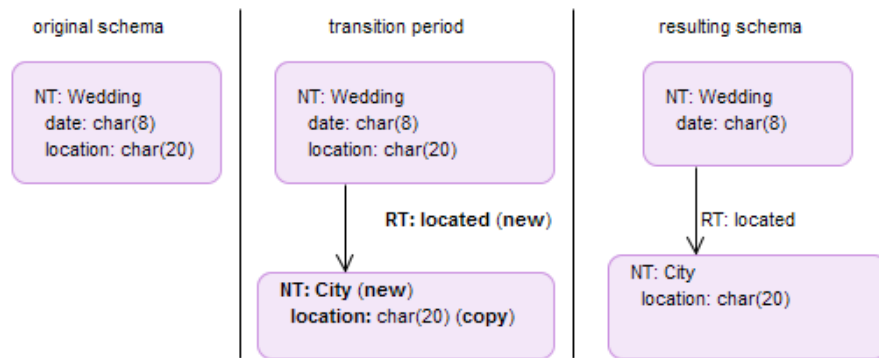 original schema
NT: Wedding
date: char(8)
location: char(20)
transition period
NT: Wedding
date: char(8)
location: char(20)
RT: located (new)
NT: City (new)
location: char(20) (copy)
resulting schema
NT: Wedding
date: char(8)
RT: located
NT: City
location: char(20)